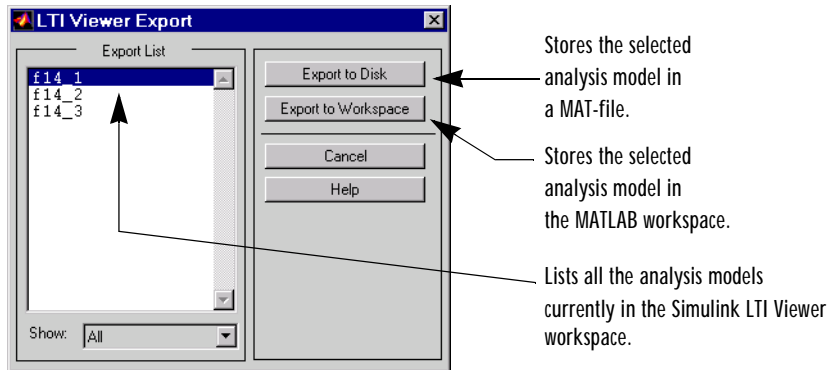 LTI Viewer Export
Export List
f14_1
f14_2
f14_3
Show: All
Export to Disk
Export to Workspace
Cancel
Help
Stores the selected
analysis model in
a MAT-file.
Stores the selected
analysis model in
the MATLAB workspace.
Lists all the analysis models
currently in the Simulink LTI Viewer
workspace.